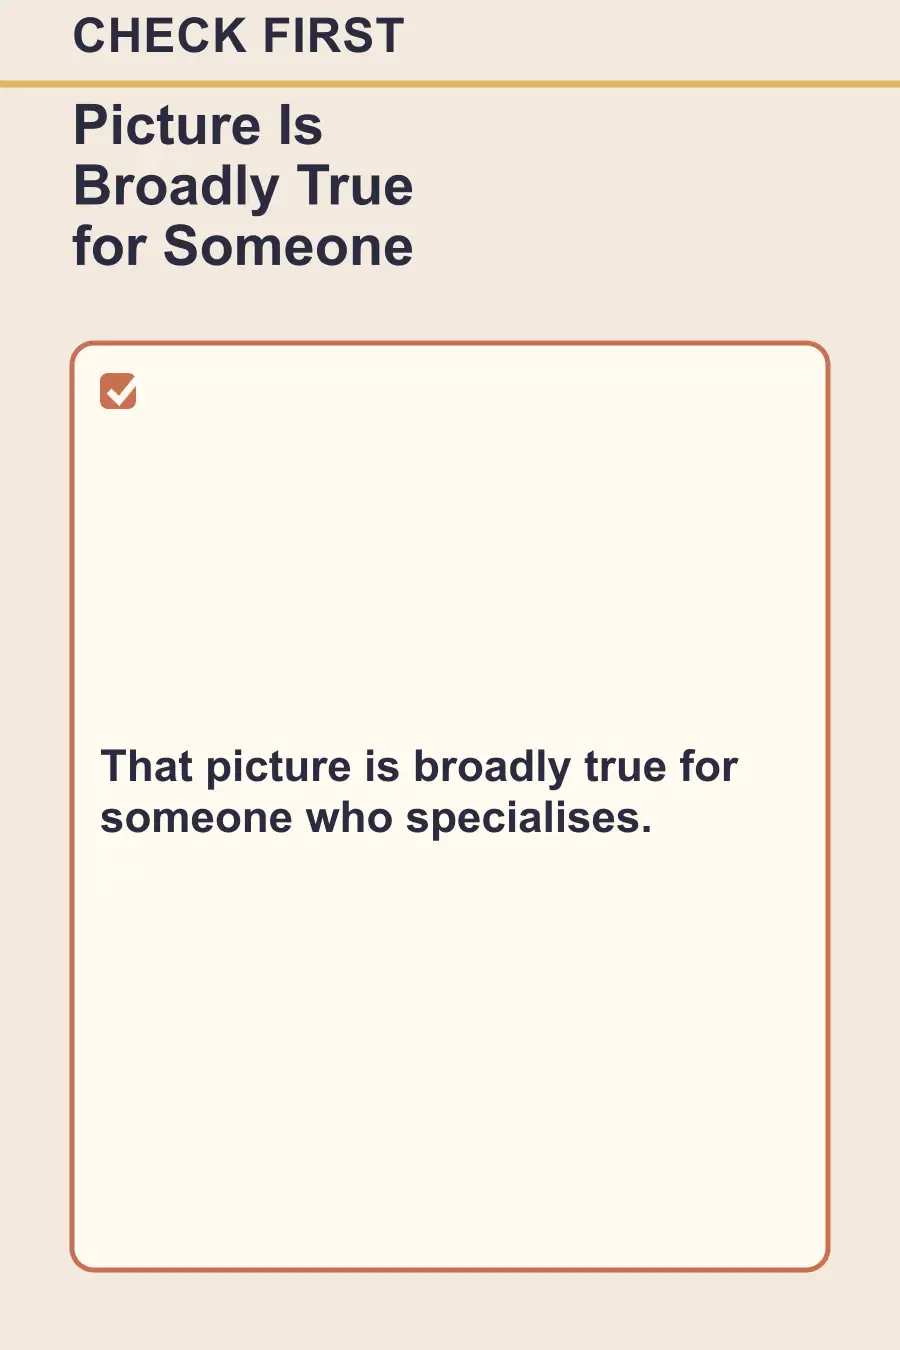 CHECK FIRST
Picture Is
Broadly True
for Someone
That picture is broadly true for
someone who specialises.